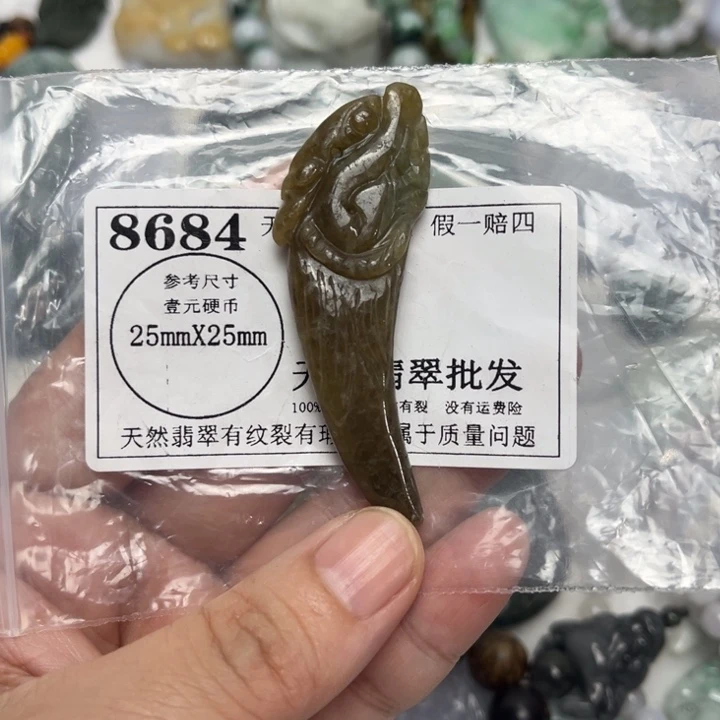 8684
假一赔四
参考尺寸
壹元硬币
25mmX25mm
翡翠批发
100% 有裂 没有运费险
天然翡翠有纹裂有 属于质量问题